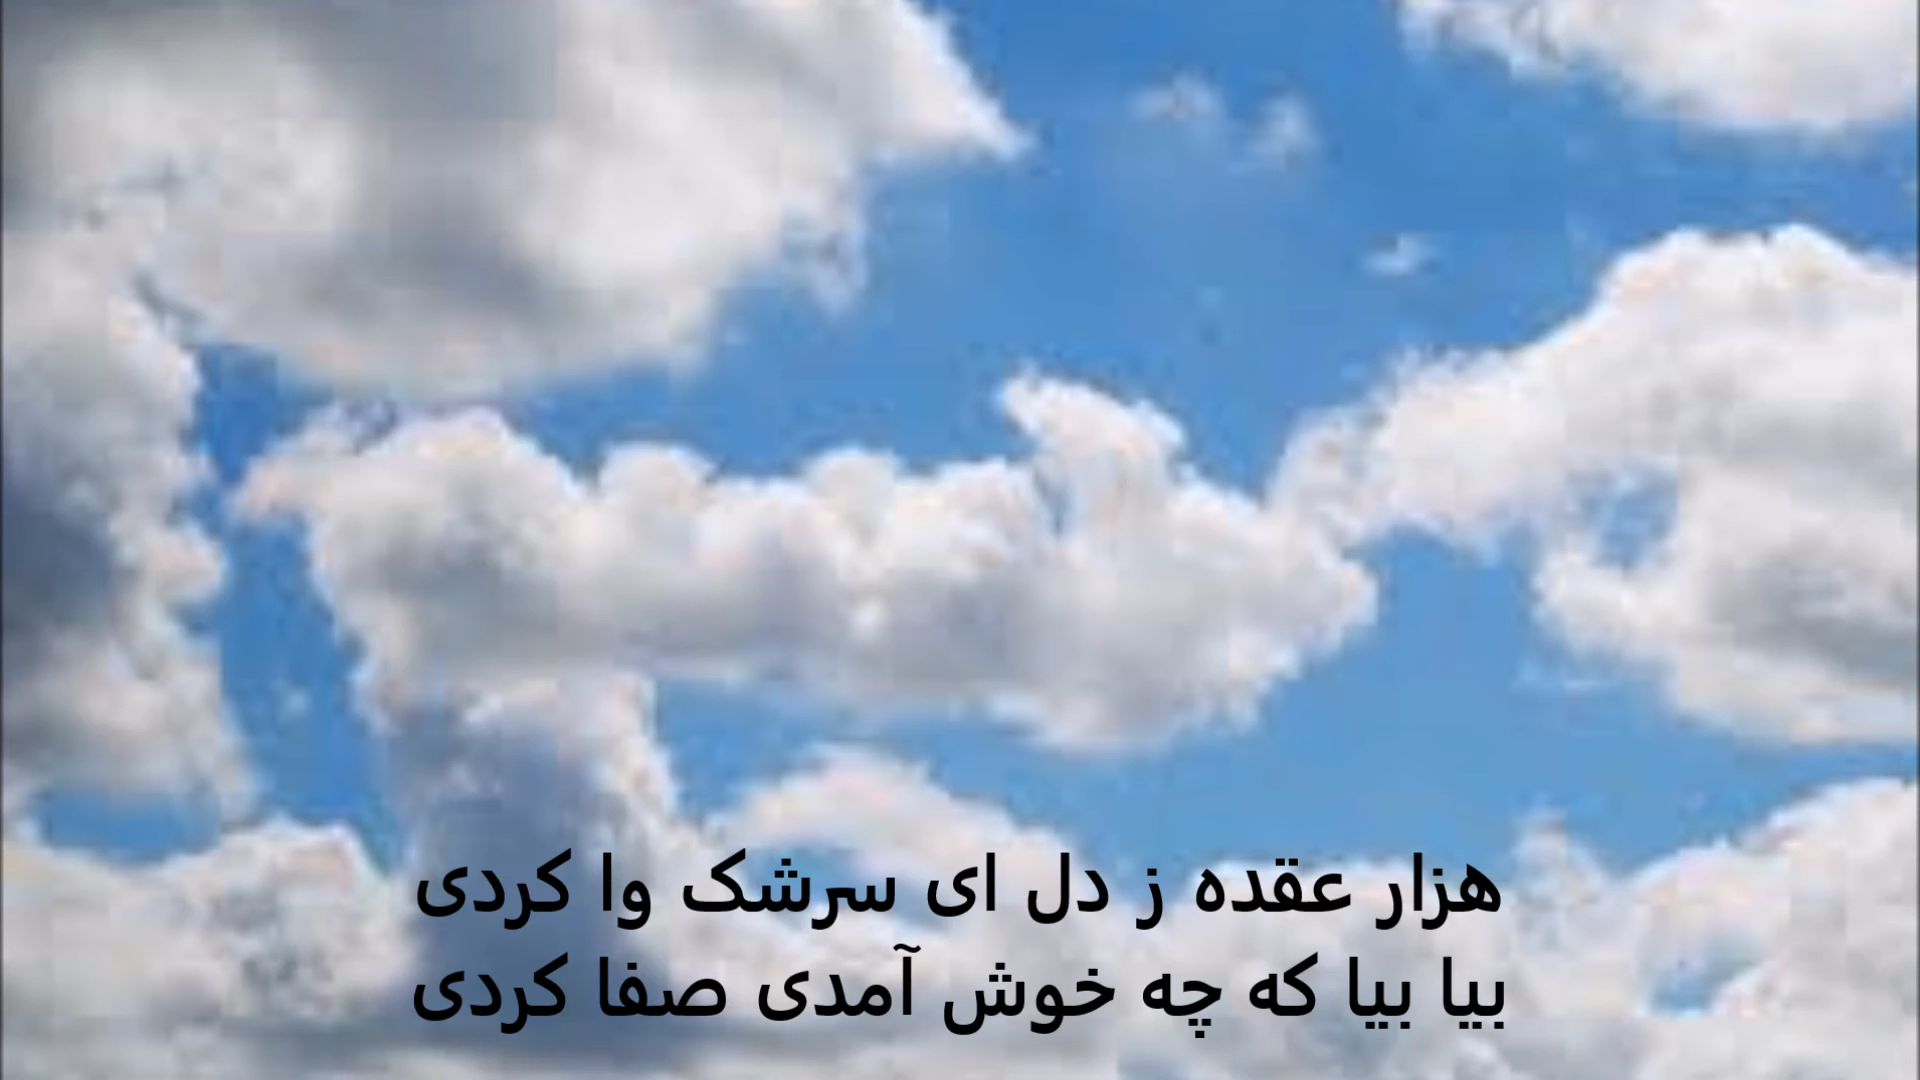 هزار عقده ز دل ای سرشک وا کردی
بیا بیا که چه خوش آمدی صفا کردی